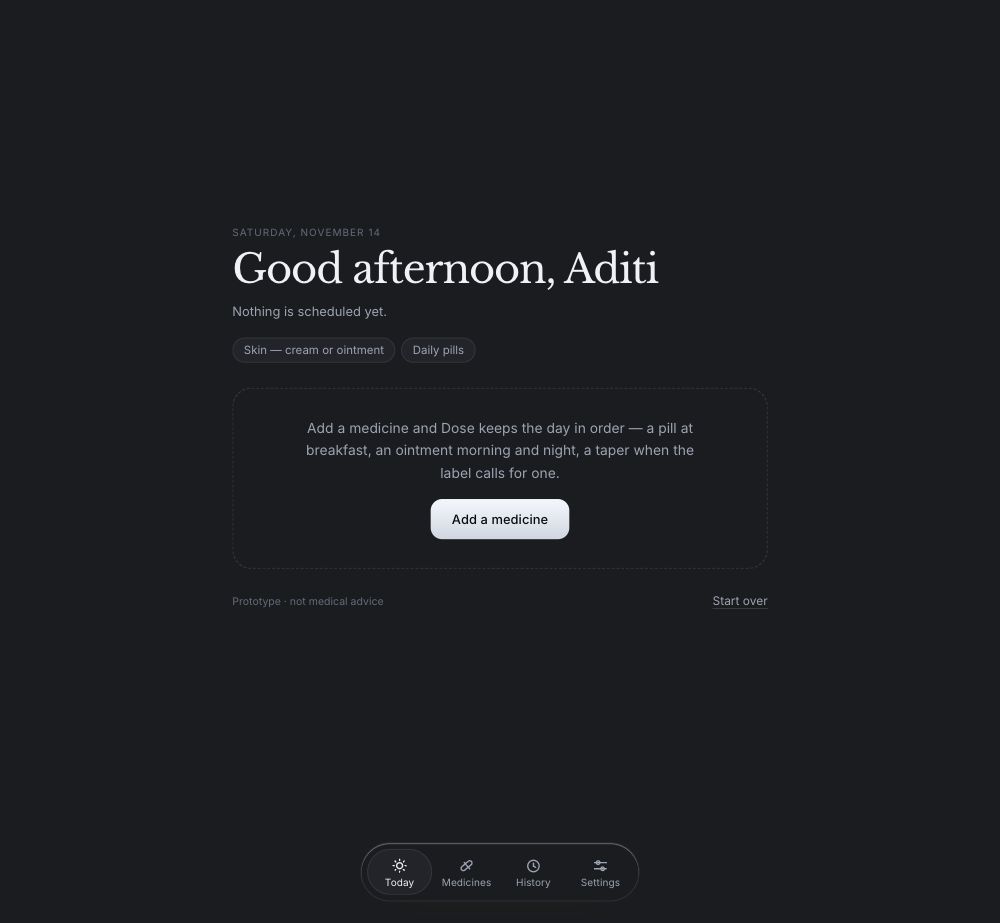 SATURDAY, NOVEMBER 14
Good afternoon, Aditi
Nothing is scheduled yet.
Skin — cream or ointment
Daily pills
Add a medicine and Dose keeps the day in order — a pill at
breakfast, an ointment morning and night, a taper when the
label calls for one.
Add a medicine
Prototype · not medical advice
Start over
Today
Medicines
History
Settings